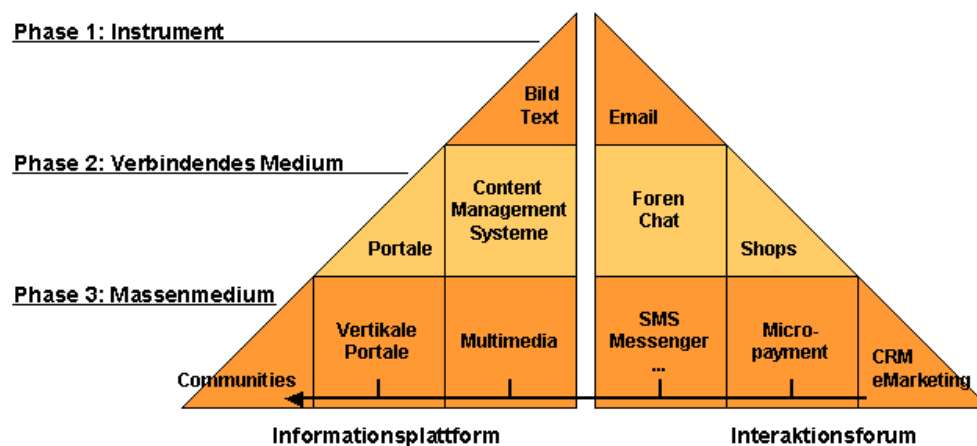 Phase 1: Instrument
Bild
Text
Email
Phase 2: Verbindendes Medium
Content
Management
Systeme
Portale
Foren
Chat
Shops
Phase 3: Massenmedium
Communities
Vertikale
Portale
Multimedia
SMS
Messenger
...
Micro-
payment
CRM
eMarketing
Informationsplattform
Interaktionsforum